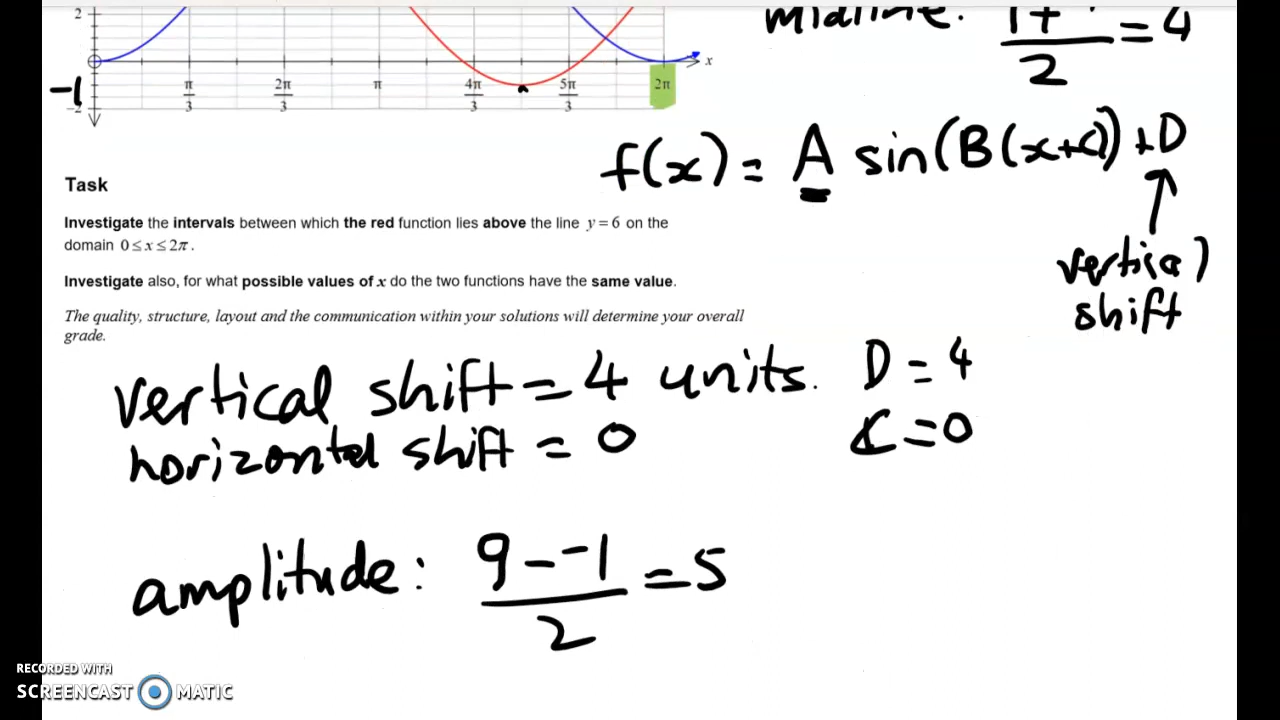 2
midline:
= 4
2
x
-1
-2
π/3 2π/3 π 4π/3 5π/3 2π
f(x) = A sin(B(x+C)) + D
Task
Investigate the intervals between which the red function lies above the line y = 6 on the
domain 0 ≤ x ≤ 2π.
vertical
shift
Investigate also, for what possible values of x do the two functions have the same value.
The quality, structure, layout and the communication within your solutions will determine your overall
grade.
vertical shift = 4 units. D = 4
horizontal shift = 0 C = 0
amplitude: 9 - -1 = 5
2
RECORDED WITH
SCREENCAST MATIC